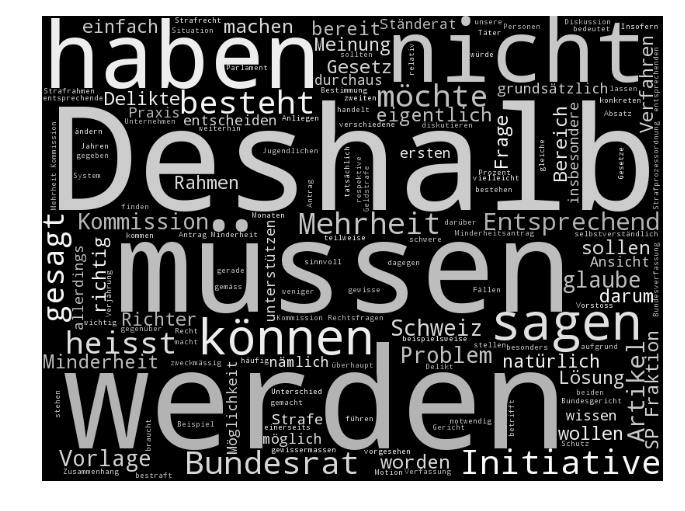 einfach
machen
bereit
Ständerat
Strafrecht
Situation
unsere
Personen
Täter
Diskussion
bedeutet
Insofern
haben
nicht
Meinung
sollten
Parlament
Gesetz
würde
relativ
durchaus
Bestimmung
zweiten
grundsätzlich
lassen
konkreten
Verfahren
entsprechenden
Strafrahmen
entsprechende
Delikte
besteht
möchte
Praxis
Unternehmen
entscheiden
weiterhin
Anliegen
handelt
verschiedene
diskutieren
eigentlich
Absatz
Frage
Bereich
insbesondere
Deshalb
ändern
Jahren
gegeben
System
Jugendlichen
ersten
tatsächlich
respektive
Geldstrafe
Prozent
vielleicht
bestehen
gleiche
Gesetze
Strafprozessordnung
Mehrheit Kommission
Rahmen
Antrag
finden
Kommission
Monaten
Mehrheit
darüber
Minderheitsantrag
Entsprechend
selbstverständlich
gesagt
kommen
Antrag Minderheit
teilweise
schwere
müssen
sollen
Ansicht
Bundesverfassung
allerdings
richtig
Verjährung
gerade
gemäss
unterstützen
sinnvoll
weniger
dagegen
gewisse
Fällen
glaube
darum
Vorstoss
wichtig
Richter
gegenüber
Recht
macht
Kommission Rechtsfragen
können
Schweiz
beispielsweise
sagen
heisst
stellen
besonders
aufgrund
Minderheit
zweckmässig
häufig
nämlich
überhaupt
Problem
Delikt
natürlich
Lösung
beiden
Bundesgericht
Artikel
SP Fraktion
werden
stehen
braucht
Beispiel
Möglichkeit
Unterschied
gemacht
Strafe
einerseits
möglich
gewissermassen
führen
Gericht
notwendig
betrifft
wissen
wollen
Schutz
Vorlage
Zusammenhang
bestraft
Bundesrat
vorgesehen
worden
Motion
Verfassung
Initiative